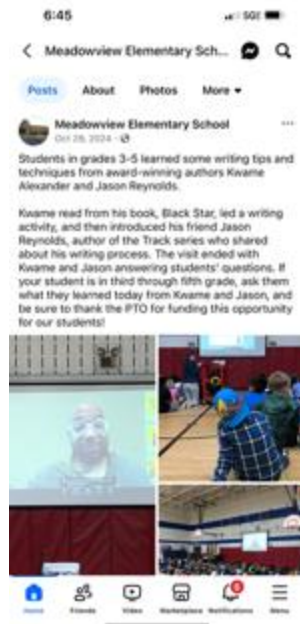 6:45
5GE
Meadowview Elementary Sch...
Posts About Photos More
Meadowview Elementary School
Oct 28, 2024
Students in grades 3-5 learned some writing tips and
techniques from award-winning authors Kwame
Alexander and Jason Reynolds.
Kwame read from his book, Black Star, led a writing
activity, and then introduced his friend Jason
Reynolds, author of the Track series who shared
about his writing process. The visit ended with
Kwame and Jason answering students' questions. If
your student is in third through fifth grade, ask them
what they learned today from Kwame and Jason, and
be sure to thank the PTO for funding this opportunity
for our students!
Home Friends Video Marketplace Notifications Menu